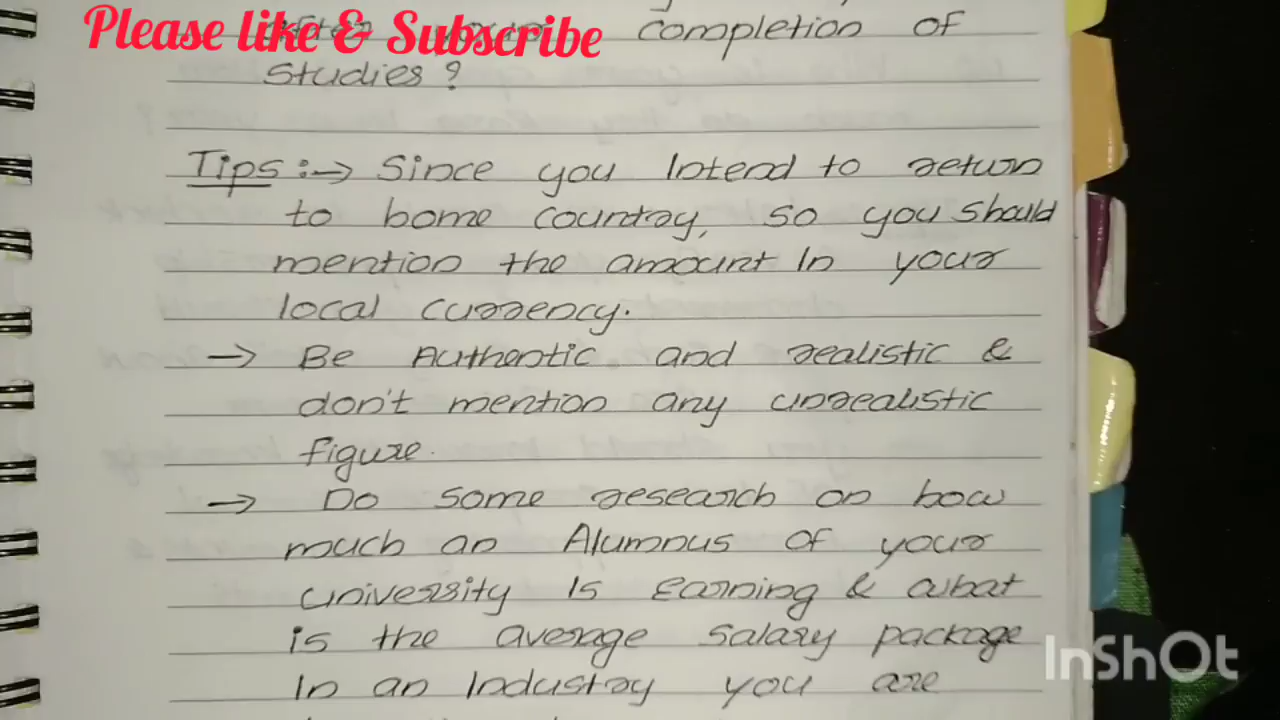 Please like & Subscribe
completion of
studies ?
Tips :→ Since you Intend to return
to home country, so you should
mention the amount In your
local currency.
→ Be Authentic and realistic &
don't mention any unrealistic
figure.
→ Do some research on how
much an Alumnus of your
university is Earning & what
is the average salary package
In an Industry you are
InShOt